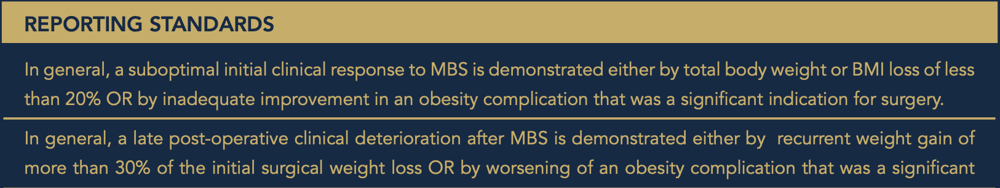 REPORTING STANDARDS
In general, a suboptimal initial clinical response to MBS is demonstrated either by total body weight or BMI loss of less
than 20% OR by inadequate improvement in an obesity complication that was a significant indication for surgery.
In general, a late post-operative clinical deterioration after MBS is demonstrated either by recurrent weight gain of
more than 30% of the initial surgical weight loss OR by worsening of an obesity complication that was a significant